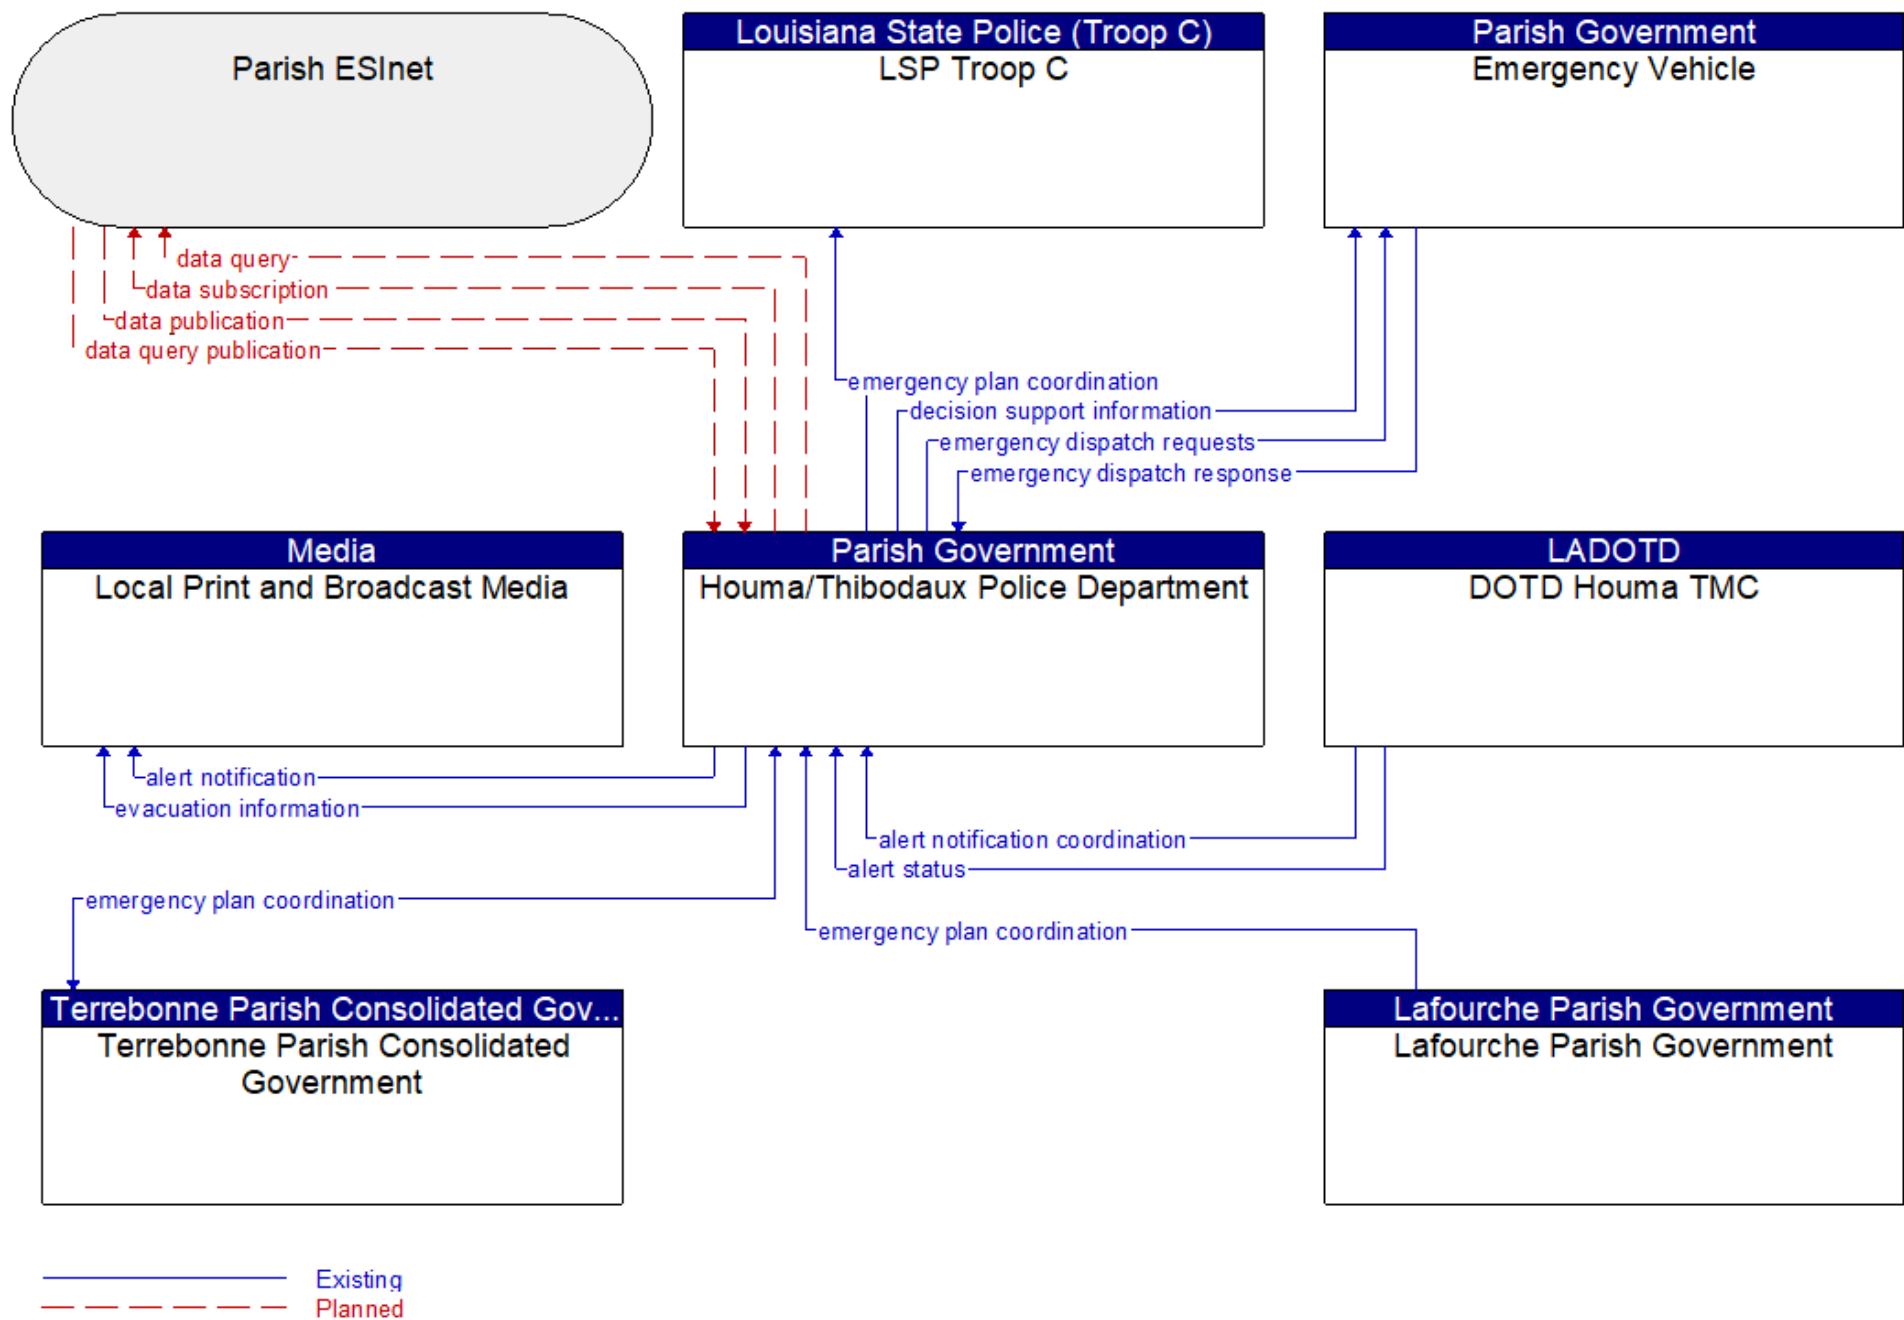 Parish ESInet
Louisiana State Police (Troop C)
LSP Troop C
Parish Government
Emergency Vehicle
data query
data subscription
data publication
data query publication
emergency plan coordination
decision support information
emergency dispatch requests
emergency dispatch response
Media
Local Print and Broadcast Media
Parish Government
Houma/Thibodaux Police Department
LADOTD
DOTD Houma TMC
alert notification
evacuation information
alert notification coordination
alert status
emergency plan coordination
emergency plan coordination
Terrebonne Parish Consolidated Gov...
Terrebonne Parish Consolidated
Government
Lafourche Parish Government
Lafourche Parish Government
Existing
Planned